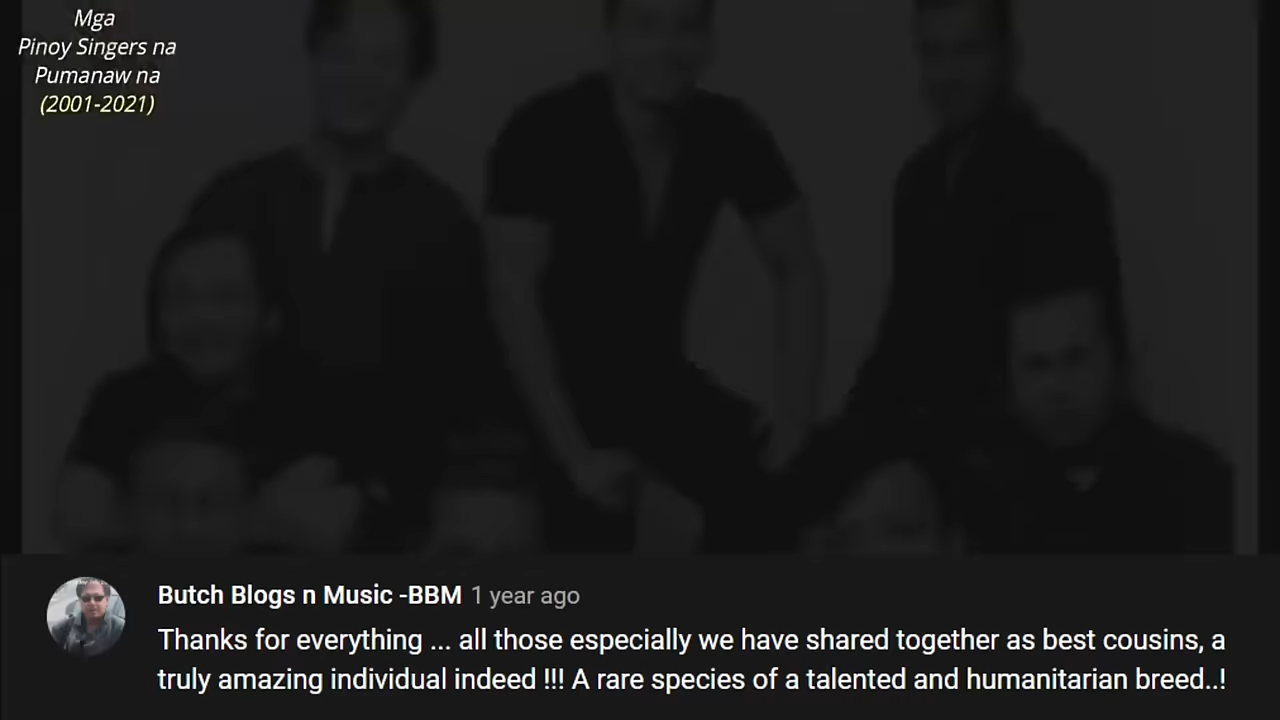 Mga
Pinoy Singers na
Pumanaw na
(2001-2021)
Butch Blogs n Music -BBM 1 year ago
Thanks for everything ... all those especially we have shared together as best cousins, a
truly amazing individual indeed !!! A rare species of a talented and humanitarian breed..!